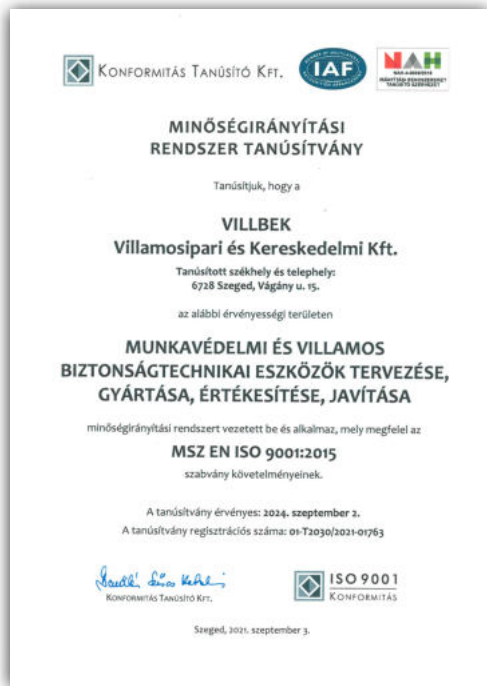 KONFORMITÁS TANÚSÍTÓ KFT.
IAF
NAH
MINŐSÉGIRÁNYÍTÁSI
RENDSZER TANÚSÍTVÁNY
Tanúsítjuk, hogy a
VILLBEK
Villamosipari és Kereskedelmi Kft.
Tanúsított székhely és telephely:
6728 Szeged, Vágány u. 15.
az alábbi érvényességi területen
MUNKAVÉDELMI ÉS VILLAMOS
BIZTONSÁGTECHNIKAI ESZKÖZÖK TERVEZÉSE,
GYÁRTÁSA, ÉRTÉKESÍTÉSE, JAVÍTÁSA
minőségirányítási rendszert vezetett be és alkalmaz, mely megfelel az
MSZ EN ISO 9001:2015
szabvány követelményeinek.
A tanúsítvány érvényes: 2024. szeptember 2.
A tanúsítvány regisztrációs száma: 01-T2030/2021-01763
KONFORMITÁS TANÚSÍTÓ KFT.
ISO 9001
KONFORMITÁS
Szeged, 2021. szeptember 3.